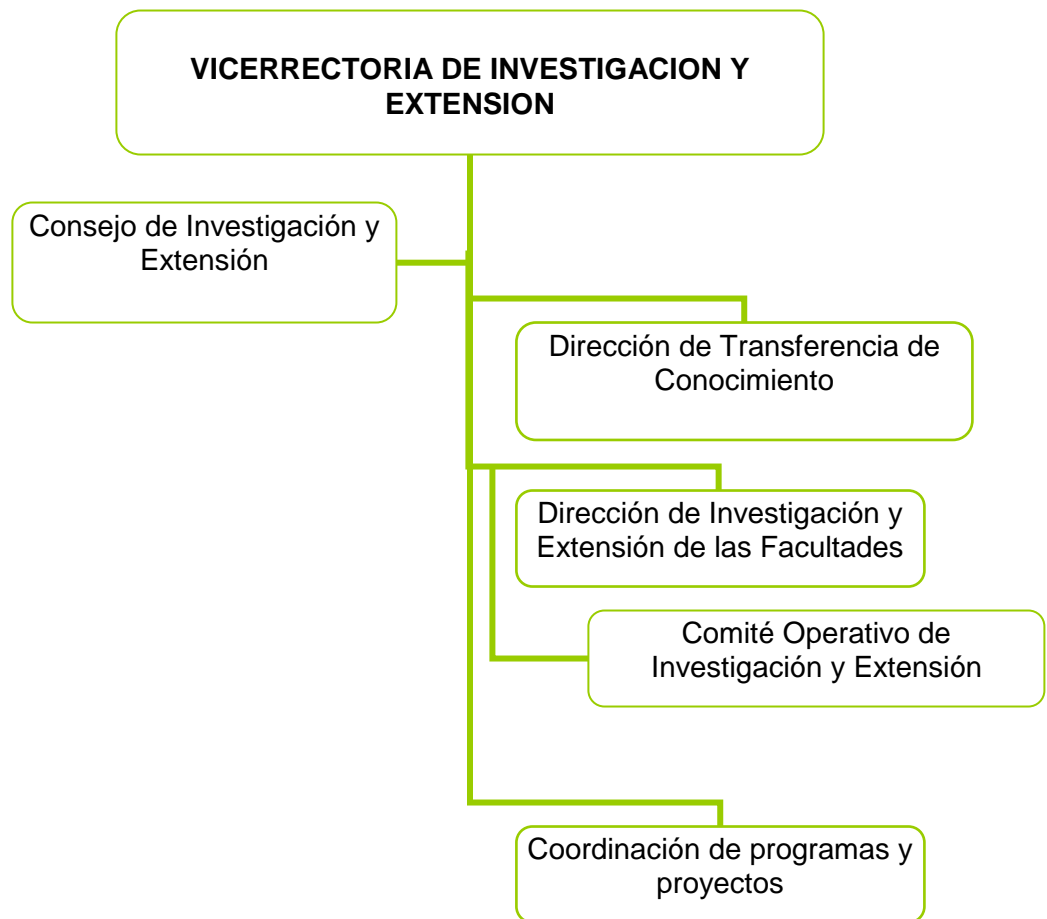 VICERRECTORIA DE INVESTIGACION Y
EXTENSION
Consejo de Investigación y
Extensión
Dirección de Transferencia de
Conocimiento
Dirección de Investigación y
Extensión de las Facultades
Comité Operativo de
Investigación y Extensión
Coordinación de programas y
proyectos